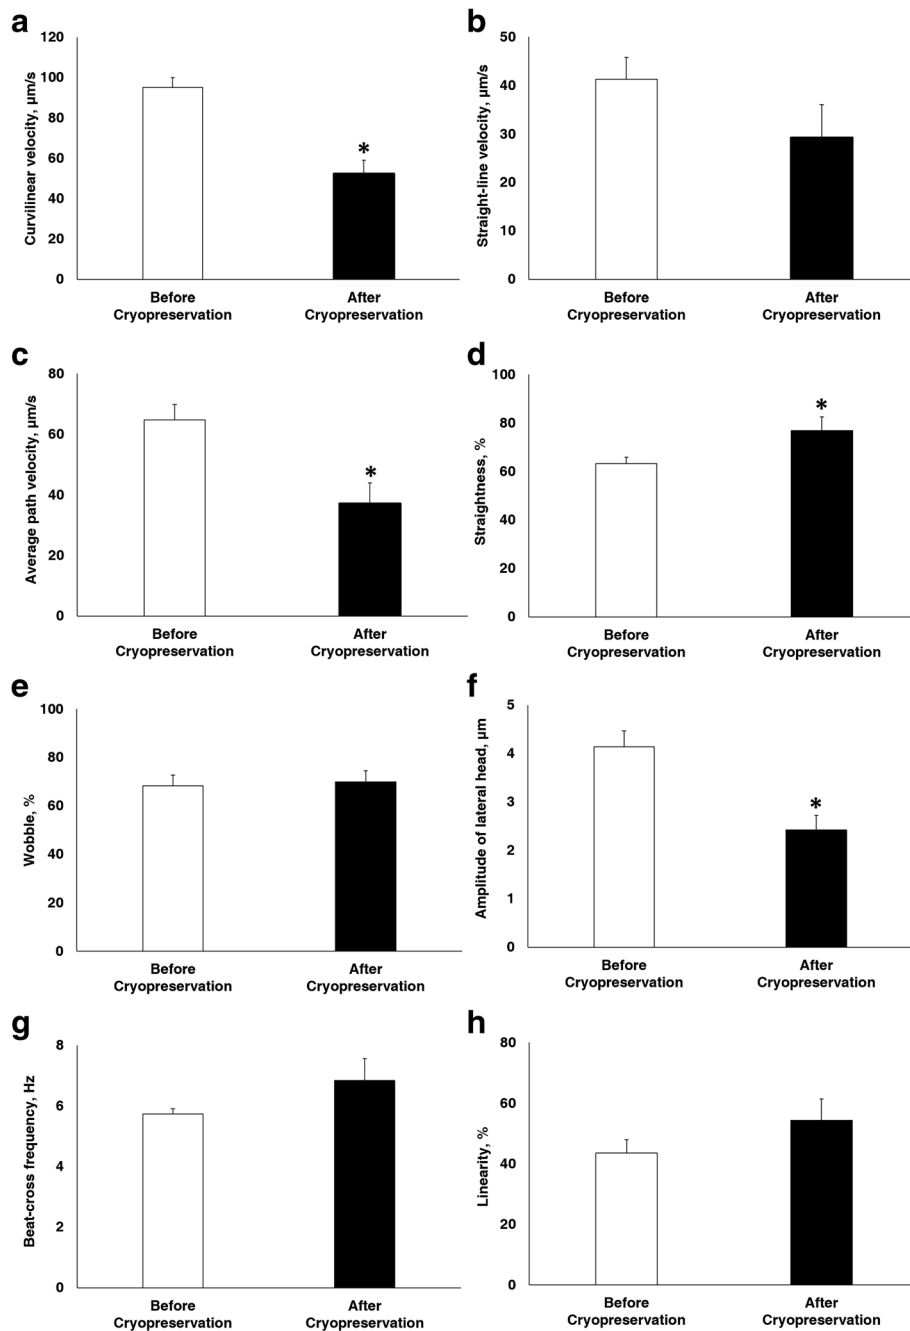 a
Curvilinear velocity, µm/s
120
100
80
60
40
20
0
*
Before
Cryopreservation
After
Cryopreservation
b
Straight-line velocity, µm/s
50
40
30
20
10
0
Before
Cryopreservation
After
Cryopreservation
c
Average path velocity, µm/s
80
60
40
20
0
*
Before
Cryopreservation
After
Cryopreservation
d
Straightness, %
100
80
60
40
20
0
*
Before
Cryopreservation
After
Cryopreservation
e
Wobble, %
100
80
60
40
20
0
Before
Cryopreservation
After
Cryopreservation
f
Amplitude of lateral head, µm
5
4
3
2
1
0
*
Before
Cryopreservation
After
Cryopreservation
g
Beat-cross frequency, Hz
8
6
4
2
0
Before
Cryopreservation
After
Cryopreservation
h
Linearity, %
80
60
40
20
0
Before
Cryopreservation
After
Cryopreservation